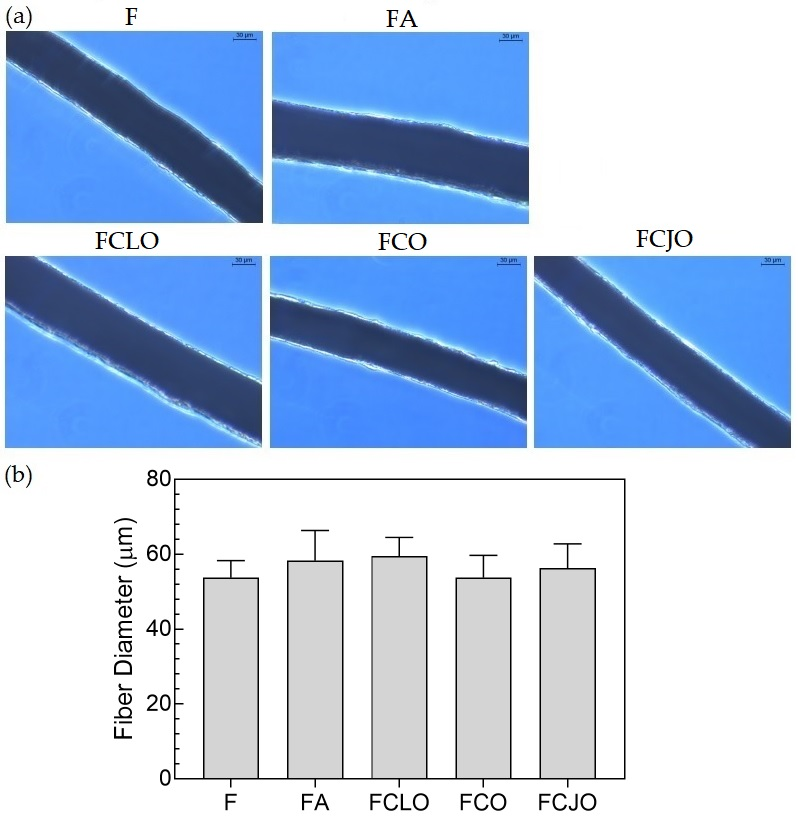 (a)
F
FA
30 µm
30 µm
FCLO
FCO
FCJO
30 µm
30 µm
30 µm
(b)
Fiber Diameter (µm)
80
60
40
20
0
F FA FCLO FCO FCJO